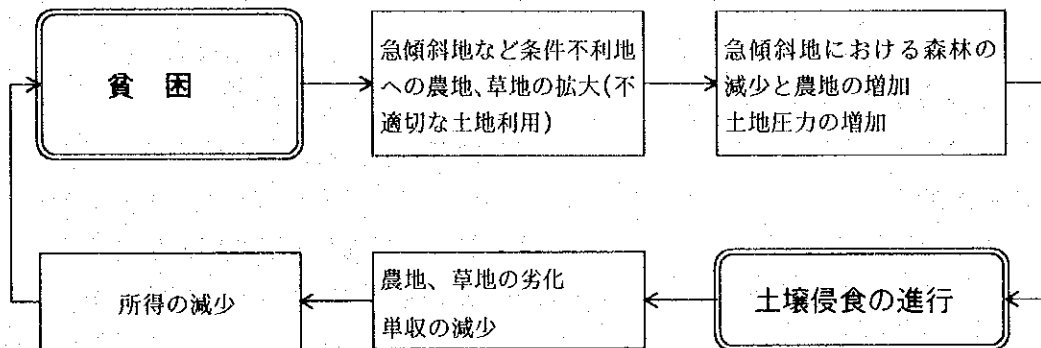 貧困
急傾斜地など条件不利地
への農地、草地の拡大(不
適切な土地利用)
急傾斜地における森林の
減少と農地の増加
土地圧力の増加
土壌侵食の進行
農地、草地の劣化
単収の減少
所得の減少